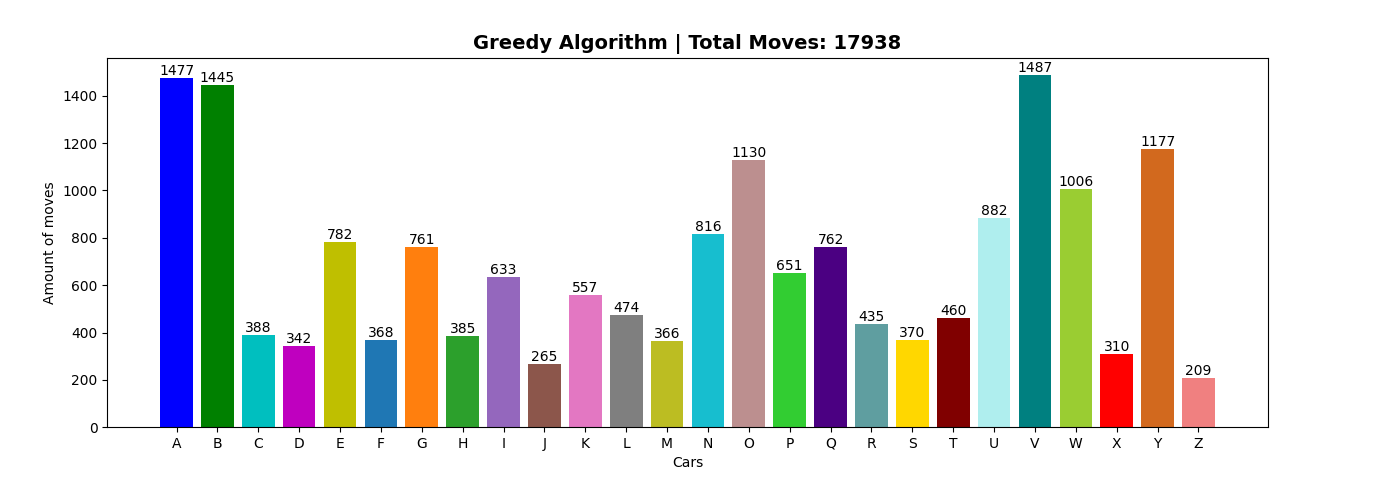 Greedy Algorithm | Total Moves: 17938
Amount of moves
1400
1200
1000
800
600
400
200
0
1477 1445 388 342 782 368 761 385 633 265 557 474 366 816 1130 651 762 435 370 460 882 1487 1006 310 1177 209
A B C D E F G H I J K L M N O P Q R S T U V W X Y Z
Cars